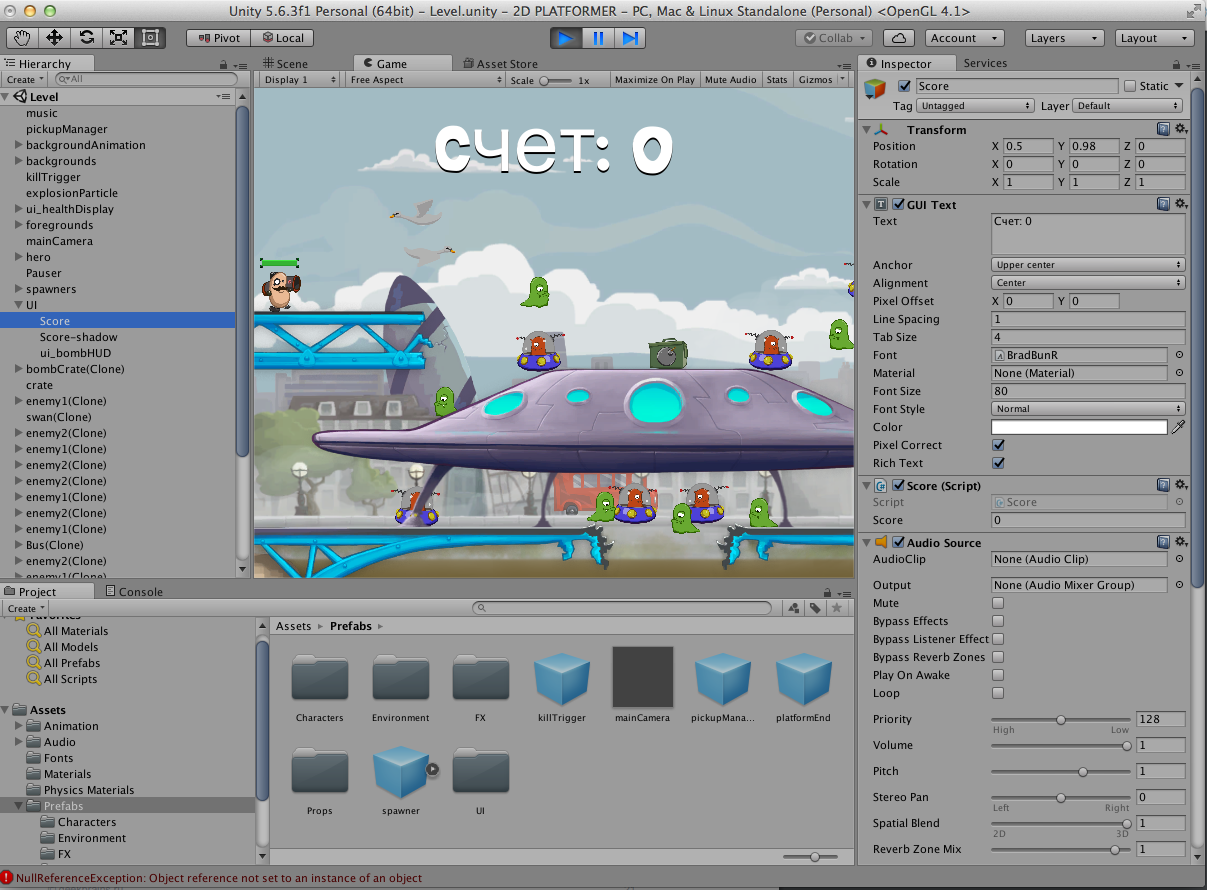 Unity 5.6.3f1 Personal (64bit) - Level.unity - 2D PLATFORMER - PC, Mac & Linux Standalone (Personal) <OpenGL 4.1>
Pivot
Local
Collab
Account
Layers
Layout
Hierarchy
Create
All
Level
music
pickupManager
backgroundAnimation
backgrounds
killTrigger
explosionParticle
ui_healthDisplay
foregrounds
mainCamera
hero
Pauser
spawners
UI
Score
Score-shadow
ui_bombHUD
bombCrate(Clone)
crate
enemy1(Clone)
swan(Clone)
enemy2(Clone)
enemy1(Clone)
enemy2(Clone)
enemy2(Clone)
enemy1(Clone)
enemy2(Clone)
enemy1(Clone)
Bus(Clone)
enemy2(Clone)
enemy1(Clone)
Scene
Game
Asset Store
Display 1
Free Aspect
Scale
1x
Maximize On Play
Mute Audio
Stats
Gizmos
Счет: 0
Inspector
Services
Score
Static
Tag
Untagged
Layer
Default
Transform
Position X 0.5 Y 0.98 Z 0
Rotation X 0 Y 0 Z 0
Scale X 1 Y 1 Z 1
GUI Text
Text Счет: 0
Anchor Upper center
Alignment Center
Pixel Offset X 0 Y 0
Line Spacing 1
Tab Size 4
Font BradBunR
Material None (Material)
Font Size 80
Font Style Normal
Color
Pixel Correct
Rich Text
Score (Script)
Script Score
Score 0
Audio Source
AudioClip None (Audio Clip)
Output None (Audio Mixer Group)
Mute
Bypass Effects
Bypass Listener Effect
Bypass Reverb Zones
Play On Awake
Loop
Priority 128
High Low
Volume 1
Pitch 1
Stereo Pan 0
Left Right
Spatial Blend 1
2D 3D
Reverb Zone Mix 1
Project
Console
Create
Favorites
All Materials
All Models
All Prefabs
All Scripts
Assets
Animation
Audio
Fonts
Materials
Physics Materials
Prefabs
Characters
Environment
FX
Assets
Prefabs
Characters
Environment
FX
killTrigger
mainCamera
pickupMana...
platformEnd
Props
spawner
UI
NullReferenceException: Object reference not set to an instance of an object